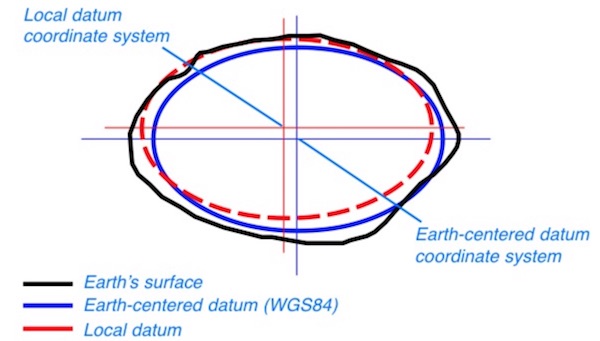 Local datum
coordinate system
Earth-centered datum
coordinate system
Earth's surface
Earth-centered datum (WGS84)
Local datum